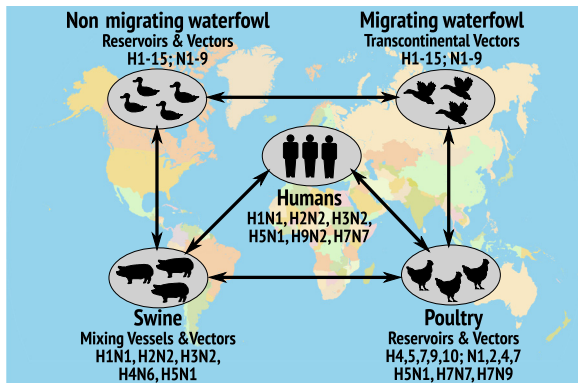 Non migrating waterfowl
Reservoirs & Vectors
H1-15; N1-9
Migrating waterfowl
Transcontinental Vectors
H1-15; N1-9
Humans
H1N1, H2N2, H3N2,
H5N1, H9N2, H7N7
Swine
Mixing Vessels &Vectors
H1N1, H2N2, H3N2,
H4N6, H5N1
Poultry
Reservoirs & Vectors
H4,5,7,9,10; N1,2,4,7
H5N1, H7N7, H7N9